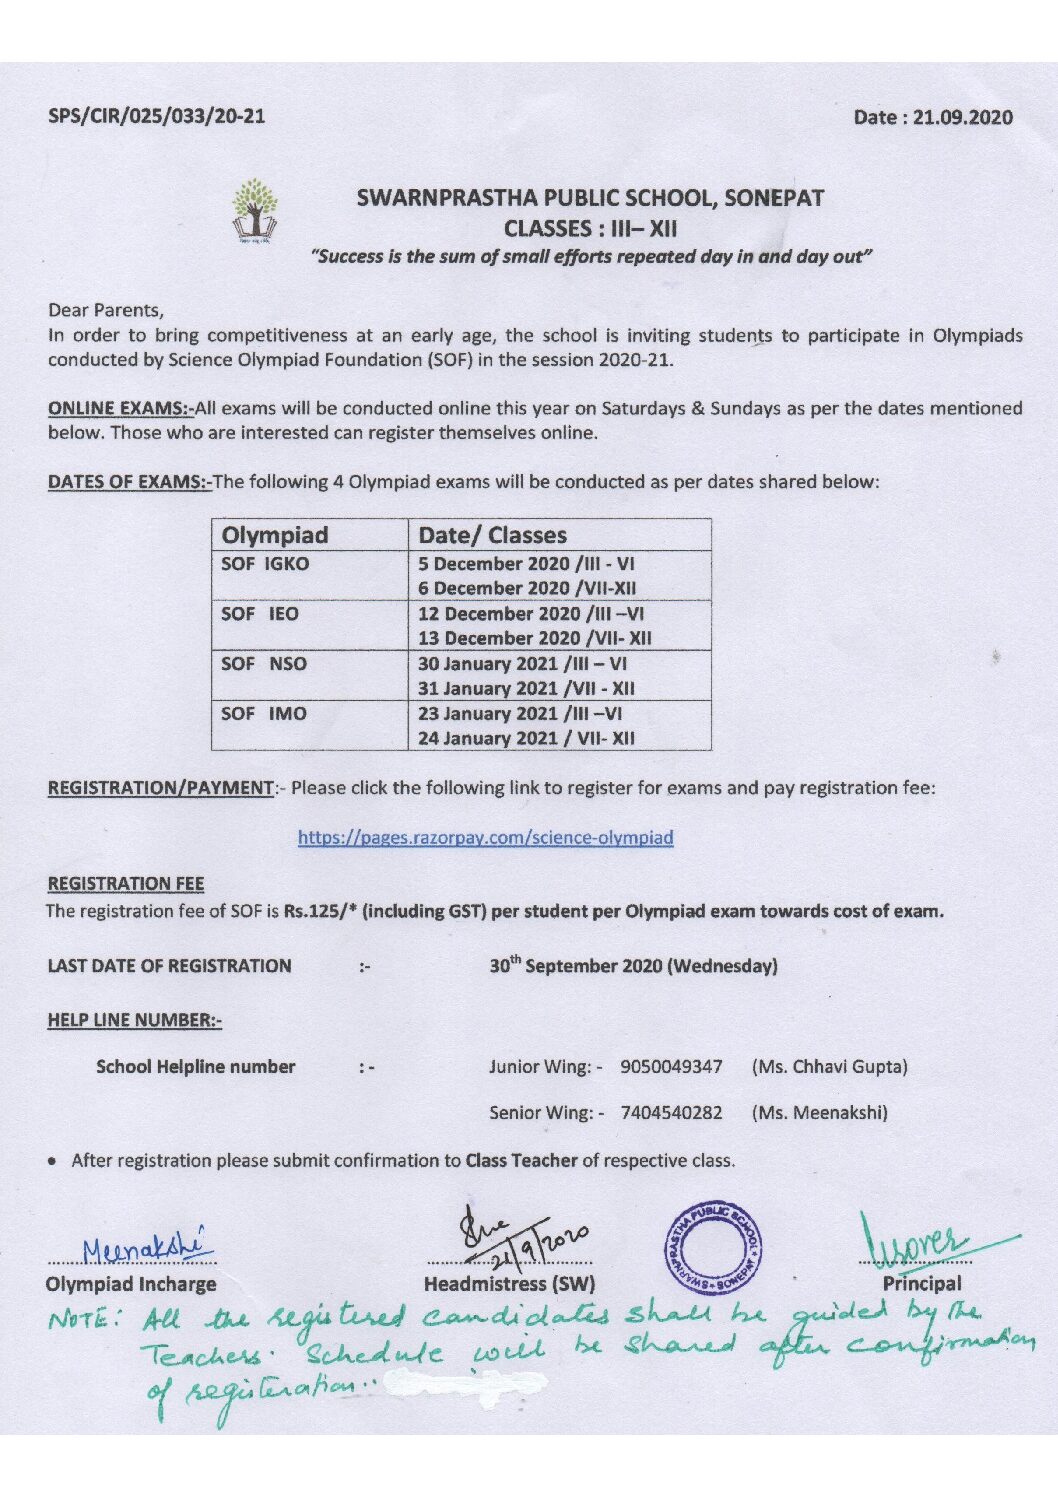 SPS/CIR/025/033/20-21
Date : 21.09.2020
SWARNPRASTHA PUBLIC SCHOOL, SONEPAT
CLASSES : III– XII
“Success is the sum of small efforts repeated day in and day out”
Dear Parents,
In order to bring competitiveness at an early age, the school is inviting students to participate in Olympiads
conducted by Science Olympiad Foundation (SOF) in the session 2020-21.
ONLINE EXAMS:-All exams will be conducted online this year on Saturdays & Sundays as per the dates mentioned
below. Those who are interested can register themselves online.
DATES OF EXAMS:-The following 4 Olympiad exams will be conducted as per dates shared below:
Olympiad Date/ Classes
SOF IGKO 5 December 2020 /III - VI
6 December 2020 /VII-XII
SOF IEO 12 December 2020 /III –VI
13 December 2020 /VII- XII
SOF NSO 30 January 2021 /III – VI
31 January 2021 /VII - XII
SOF IMO 23 January 2021 /III –VI
24 January 2021 / VII- XII
REGISTRATION/PAYMENT:- Please click the following link to register for exams and pay registration fee:
https://pages.razorpay.com/science-olympiad
REGISTRATION FEE
The registration fee of SOF is Rs.125/* (including GST) per student per Olympiad exam towards cost of exam.
LAST DATE OF REGISTRATION :- 30th September 2020 (Wednesday)
HELP LINE NUMBER:-
School Helpline number :- Junior Wing: - 9050049347 (Ms. Chhavi Gupta)
Senior Wing: - 7404540282 (Ms. Meenakshi)
• After registration please submit confirmation to Class Teacher of respective class.
Meenakshi
21/9/2020
SWARNPRASTHA PUBLIC SCHOOL * SONEPAT *
Olympiad Incharge Headmistress (SW) Principal
NOTE: All the registered candidates shall be guided by the
Teachers. Schedule will be shared after confirmation
of registeration..